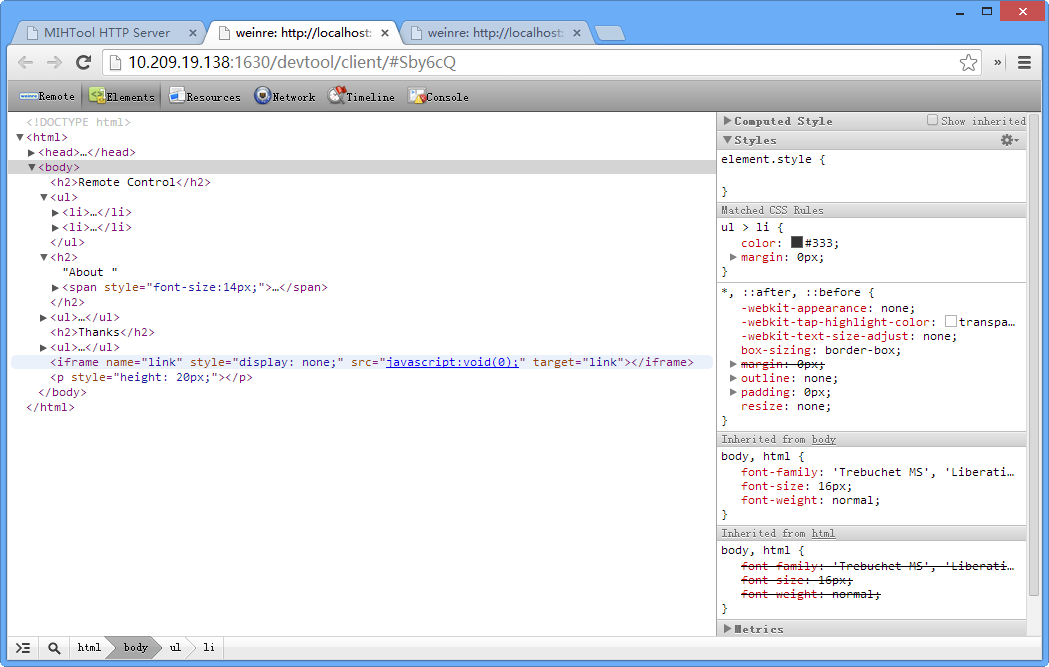 MIHTool HTTP Server
weinre: http://localhost:
weinre: http://localhost:
10.209.19.138:1630/devtool/client/#Sby6cQ
Remote Elements Resources Network Timeline Console
<!DOCTYPE html>
<html>
<head>…</head>
<body>
<h2>Remote Control</h2>
<ul>
<li>…</li>
<li>…</li>
</ul>
<h2>
"About "
<span style="font-size:14px;">…</span>
</h2>
<ul>…</ul>
<h2>Thanks</h2>
<ul>…</ul>
<iframe name="link" style="display: none;" src="javascript:void(0);" target="link"></iframe>
<p style="height: 20px;"></p>
</body>
</html>
Computed Style Show inherited
Styles
element.style {
}
Matched CSS Rules
ul > li {
color: #333;
margin: 0px;
}
*, ::after, ::before {
-webkit-appearance: none;
-webkit-tap-highlight-color: transpa…
-webkit-text-size-adjust: none;
box-sizing: border-box;
margin: 0px;
outline: none;
padding: 0px;
resize: none;
}
Inherited from body
body, html {
font-family: 'Trebuchet MS', 'Liberati…
font-size: 16px;
font-weight: normal;
}
Inherited from html
body, html {
font-family: 'Trebuchet MS', 'Liberati…
font-size: 16px;
font-weight: normal;
}
Metrics
html body ul li